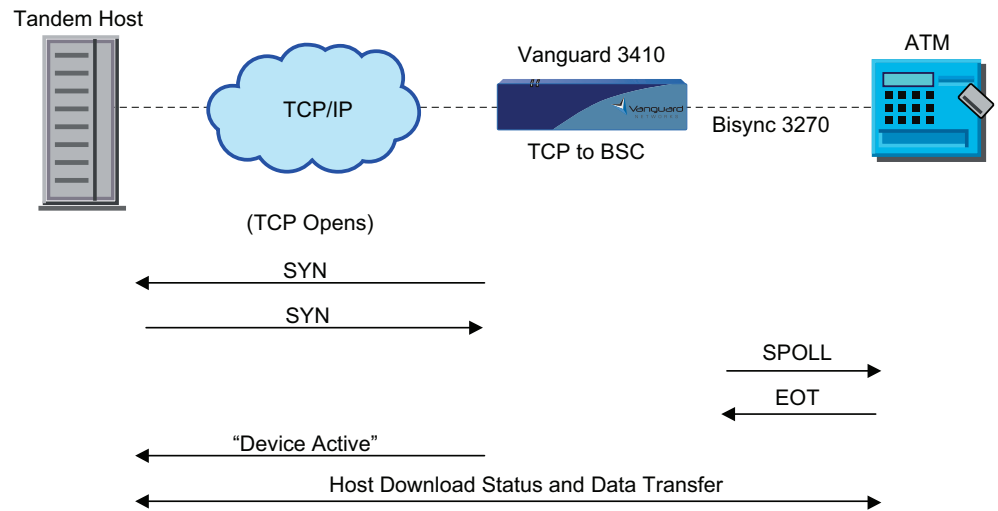 Tandem Host
Vanguard 3410
ATM
TCP/IP
Vanguard
NETWORKS
Bisync 3270
TCP to BSC
(TCP Opens)
SYN
SYN
SPOLL
EOT
“Device Active”
Host Download Status and Data Transfer